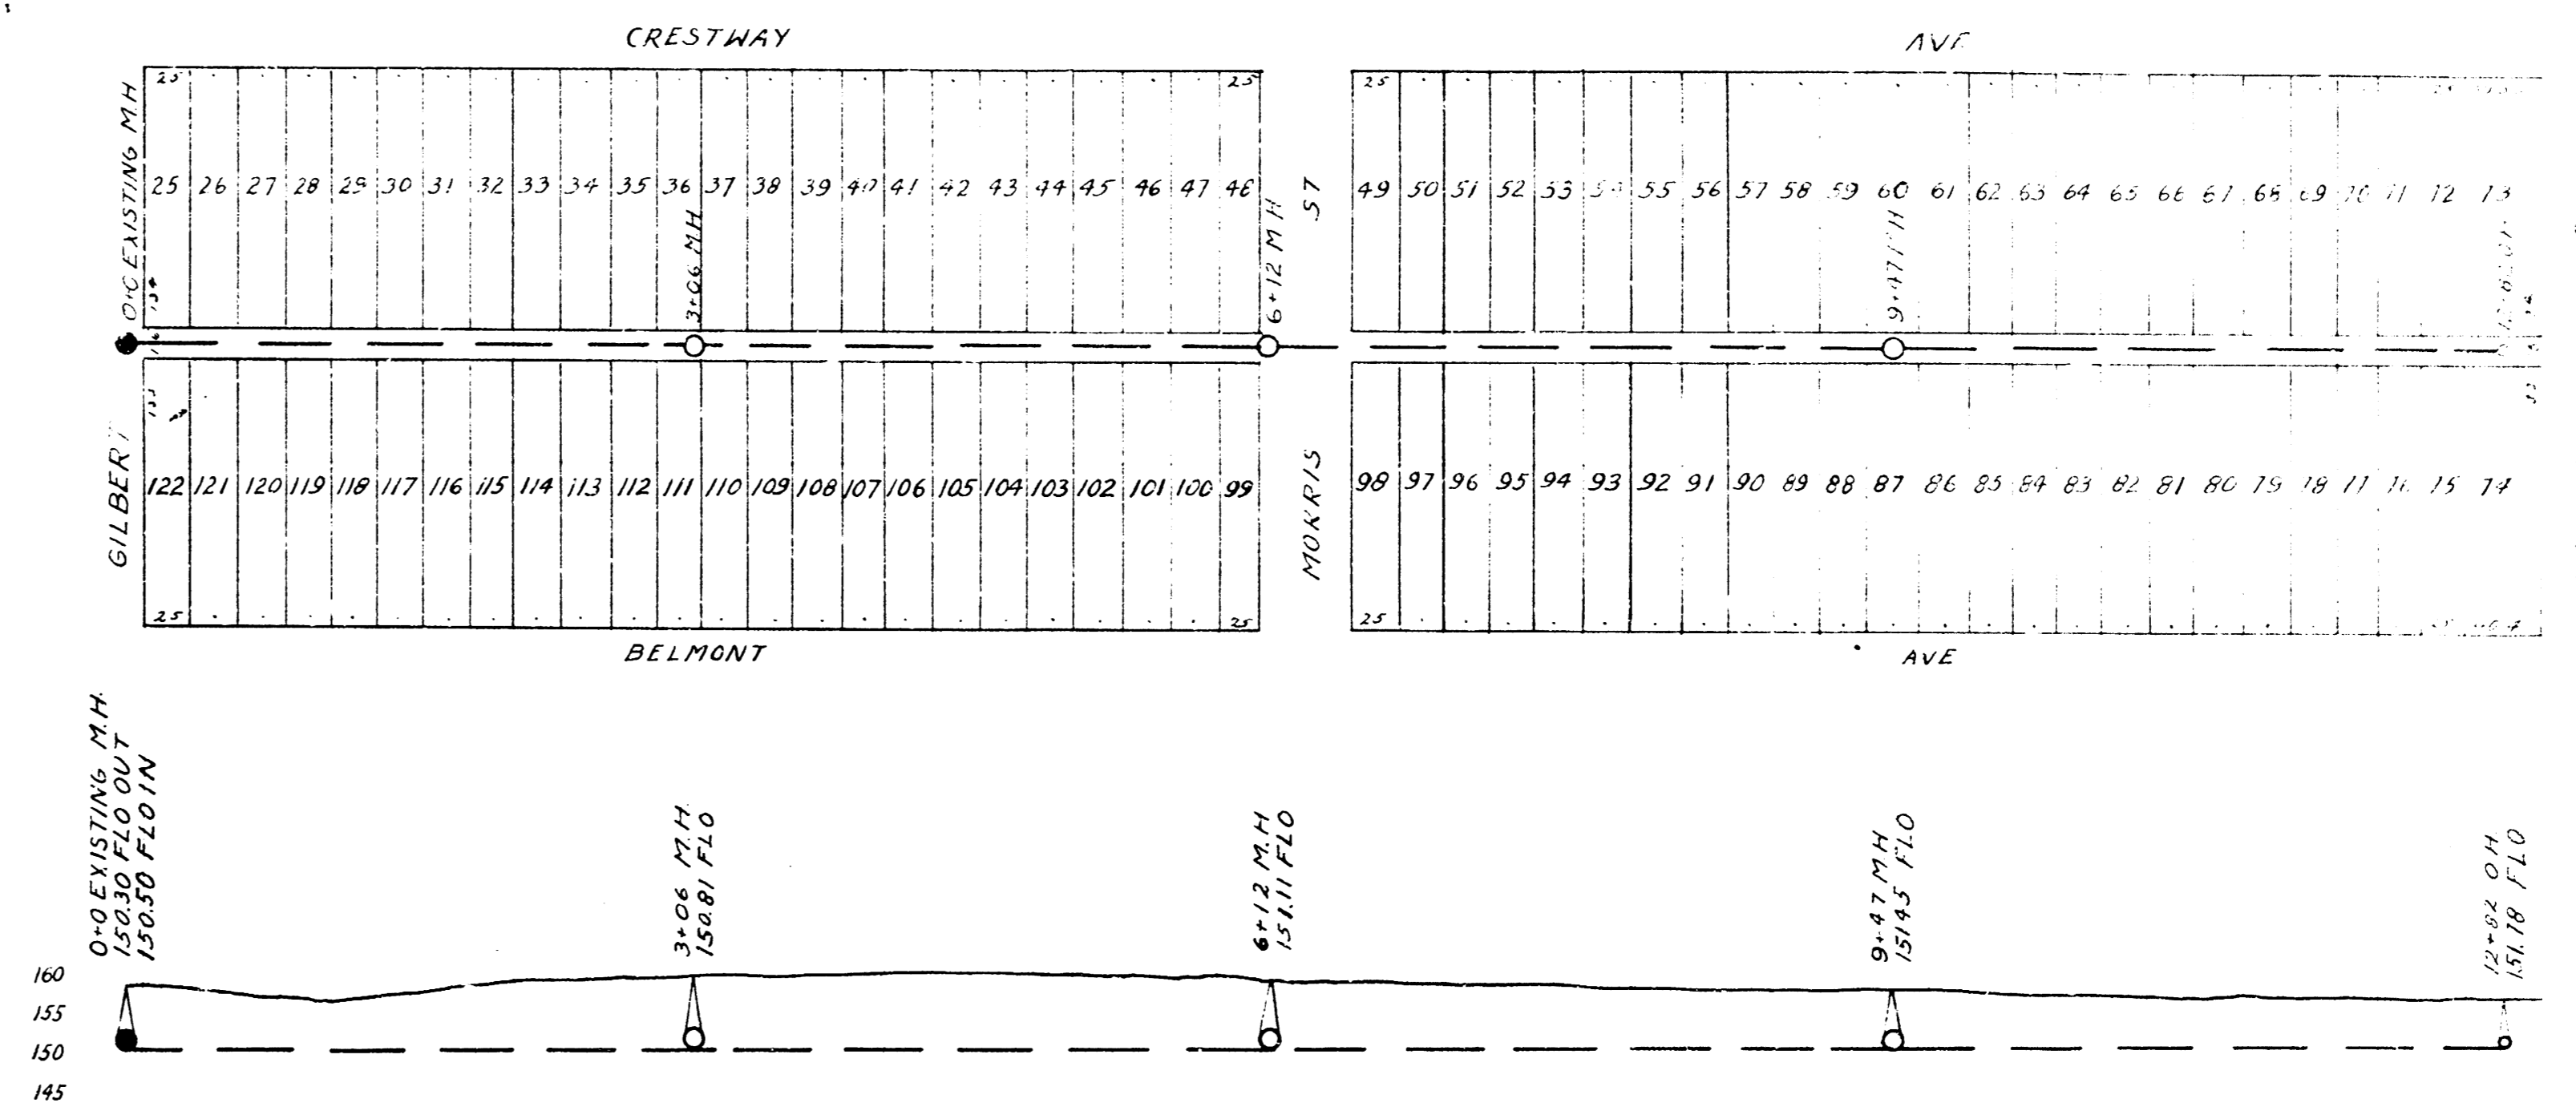 CRESTWAY AVE
25 25 25
0+0 EXISTING M.H
25 26 27 28 29 30 31 32 33 34 35 36 37 38 39 40 41 42 43 44 45 46 47 48
ST
49 50 51 52 53 54 55 56 57 58 59 60 61 62 63 64 65 66 67 68 69 70 71 72 73
3+06 M.H
6+12 M H
9+47 M H
134
133
GILBERT
122 121 120 119 118 117 116 115 114 113 112 111 110 109 108 107 106 105 104 103 102 101 100 99
MORRIS
98 97 96 95 94 93 92 91 90 89 88 87 86 85 84 83 82 81 80 79 78 77 76 75 74
25 25 25
BELMONT AVE
0+0 EXISTING M.H.
150.30 FLO OUT
150.50 FLO IN
3+06 M.H.
150.81 FLO
6+12 M.H
151.11 FLO
9+47 M H
151 45 FLO
12+82 O H
151.78 FLO
160
155
150
145